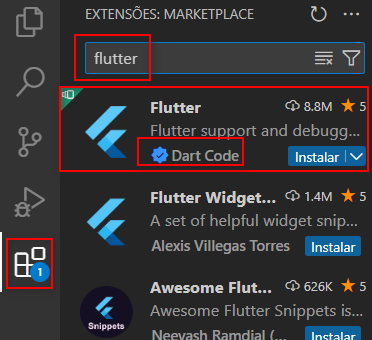 EXTENSÕES: MARKETPLACE
flutter
Flutter 8.8M 5
Flutter support and debugg...
Dart Code Instalar
Flutter Widget... 1.4M 5
A set of helpful widget snip...
Alexis Villegas Torres Instalar
Awesome Flut... 626K 5
Awesome Flutter Snippets is...
Neevash Ramdial (... Instalar
Snippets
1